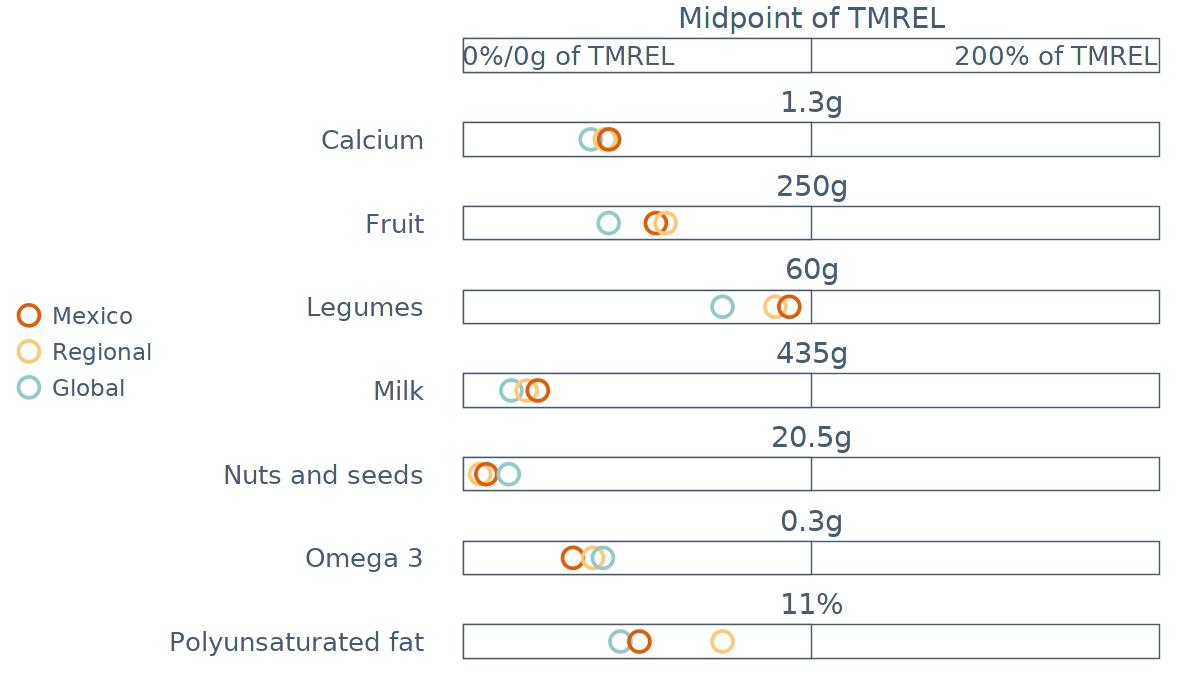 Midpoint of TMREL
0%/0g of TMREL
200% of TMREL
1.3g
Calcium
250g
Fruit
60g
Legumes
435g
Milk
20.5g
Nuts and seeds
0.3g
Omega 3
11%
Polyunsaturated fat
Mexico
Regional
Global